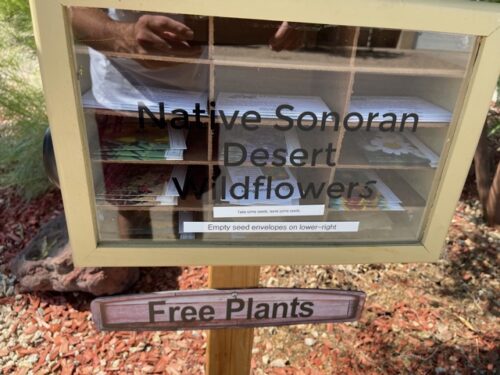 Native Sonoran
Desert
Wildflowers
Take some seeds, leave some seeds.
Empty seed envelopes on lower-right
Free Plants